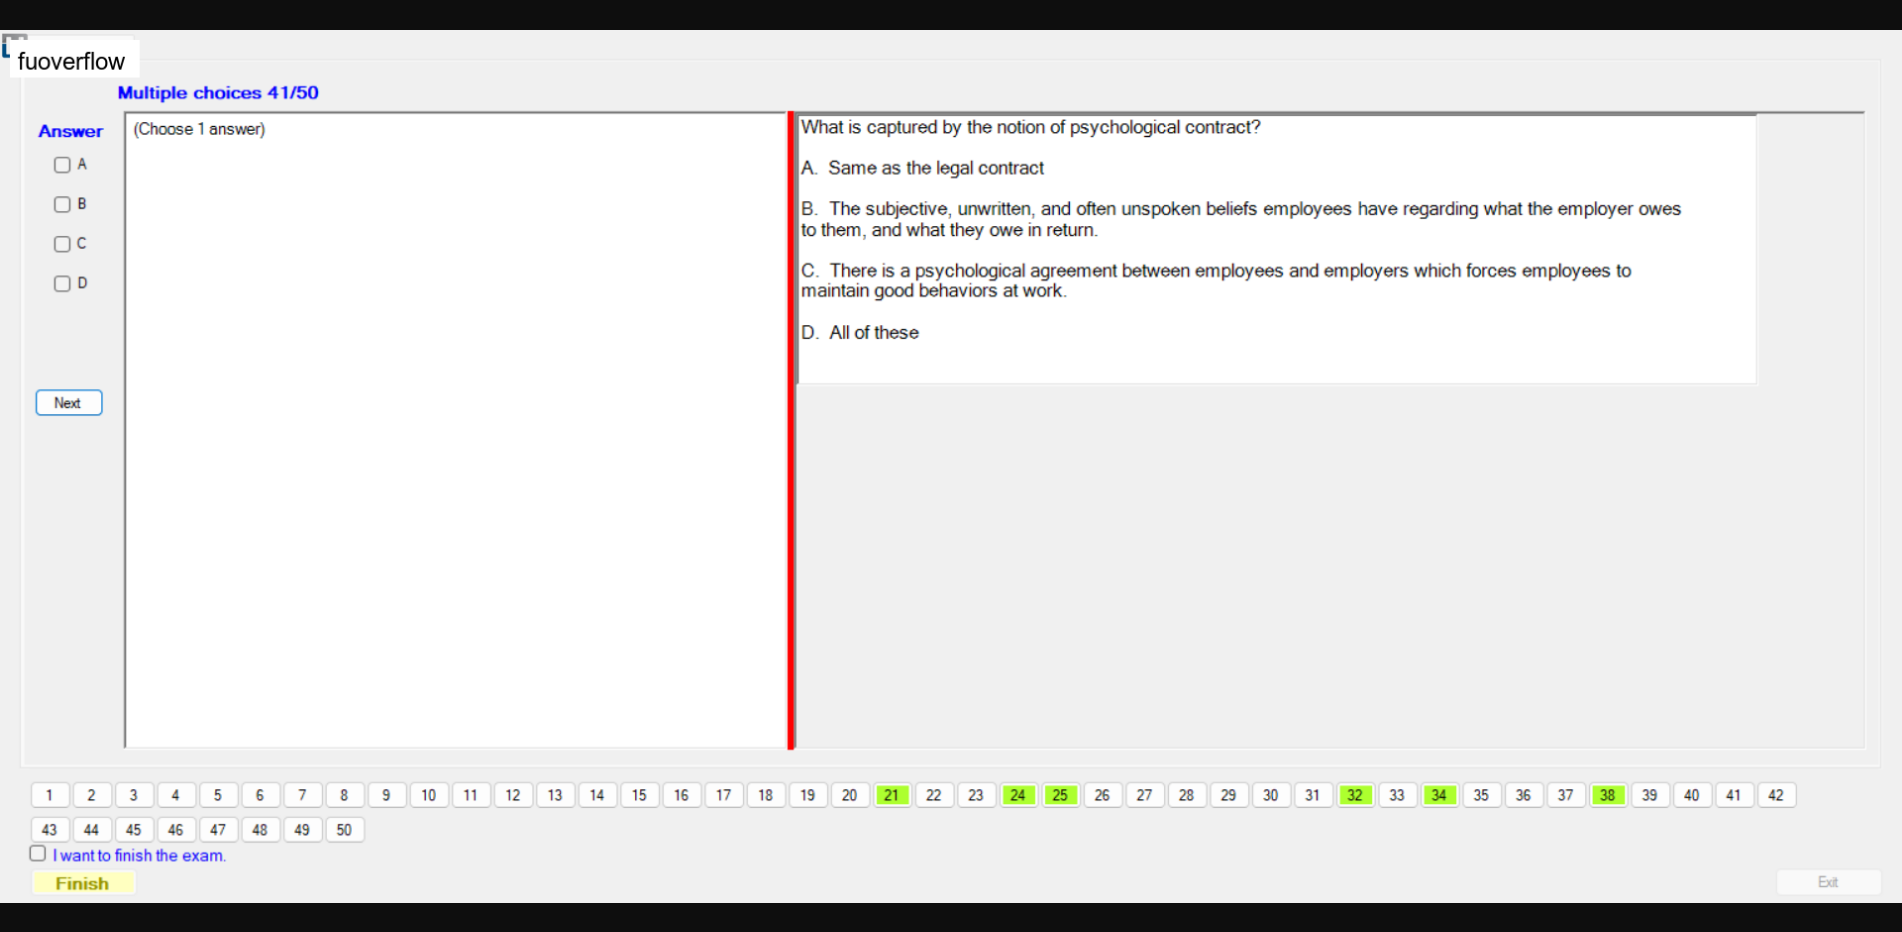 fuoverflow
Multiple choices 41/50
Answer
A
B
C
D
Next
(Choose 1 answer)
What is captured by the notion of psychological contract?
A. Same as the legal contract
B. The subjective, unwritten, and often unspoken beliefs employees have regarding what the employer owes
to them, and what they owe in return.
C. There is a psychological agreement between employees and employers which forces employees to
maintain good behaviors at work.
D. All of these
1 2 3 4 5 6 7 8 9 10 11 12 13 14 15 16 17 18 19 20 21 22 23 24 25 26 27 28 29 30 31 32 33 34 35 36 37 38 39 40 41 42
43 44 45 46 47 48 49 50
I want to finish the exam.
Finish
Exit